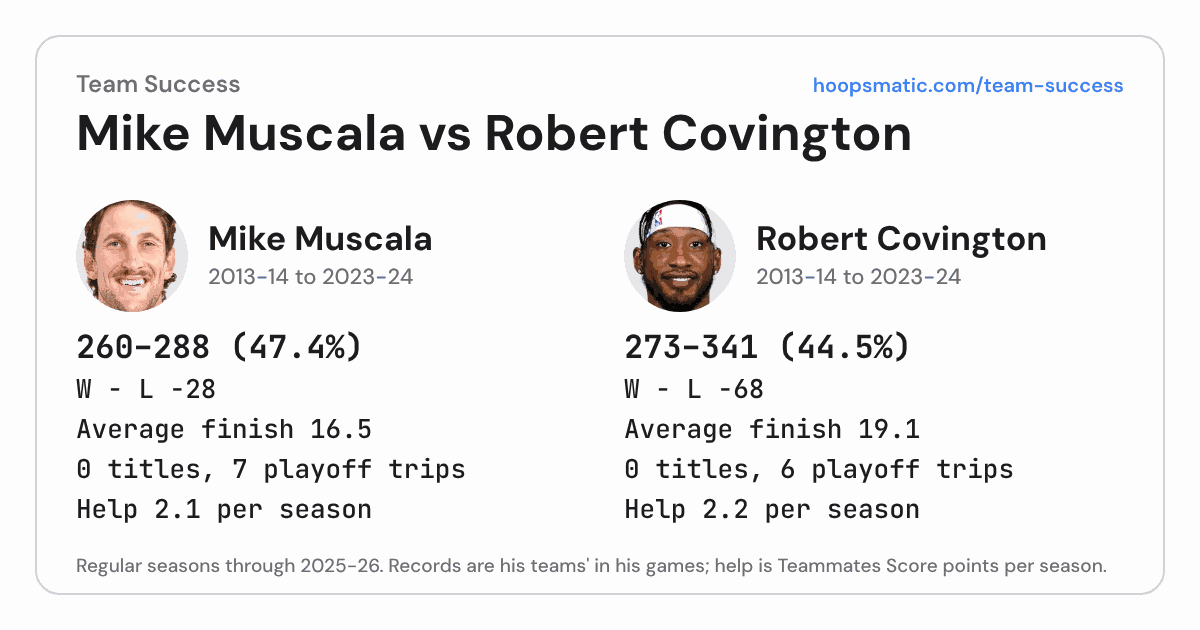 Team Success
hoopsmatic.com/team-success
Mike Muscala vs Robert Covington
Mike Muscala
2013-14 to 2023-24
260-288 (47.4%)
W - L -28
Average finish 16.5
0 titles, 7 playoff trips
Help 2.1 per season
Robert Covington
2013-14 to 2023-24
273-341 (44.5%)
W - L -68
Average finish 19.1
0 titles, 6 playoff trips
Help 2.2 per season
Regular seasons through 2025-26. Records are his teams' in his games; help is Teammates Score points per season.